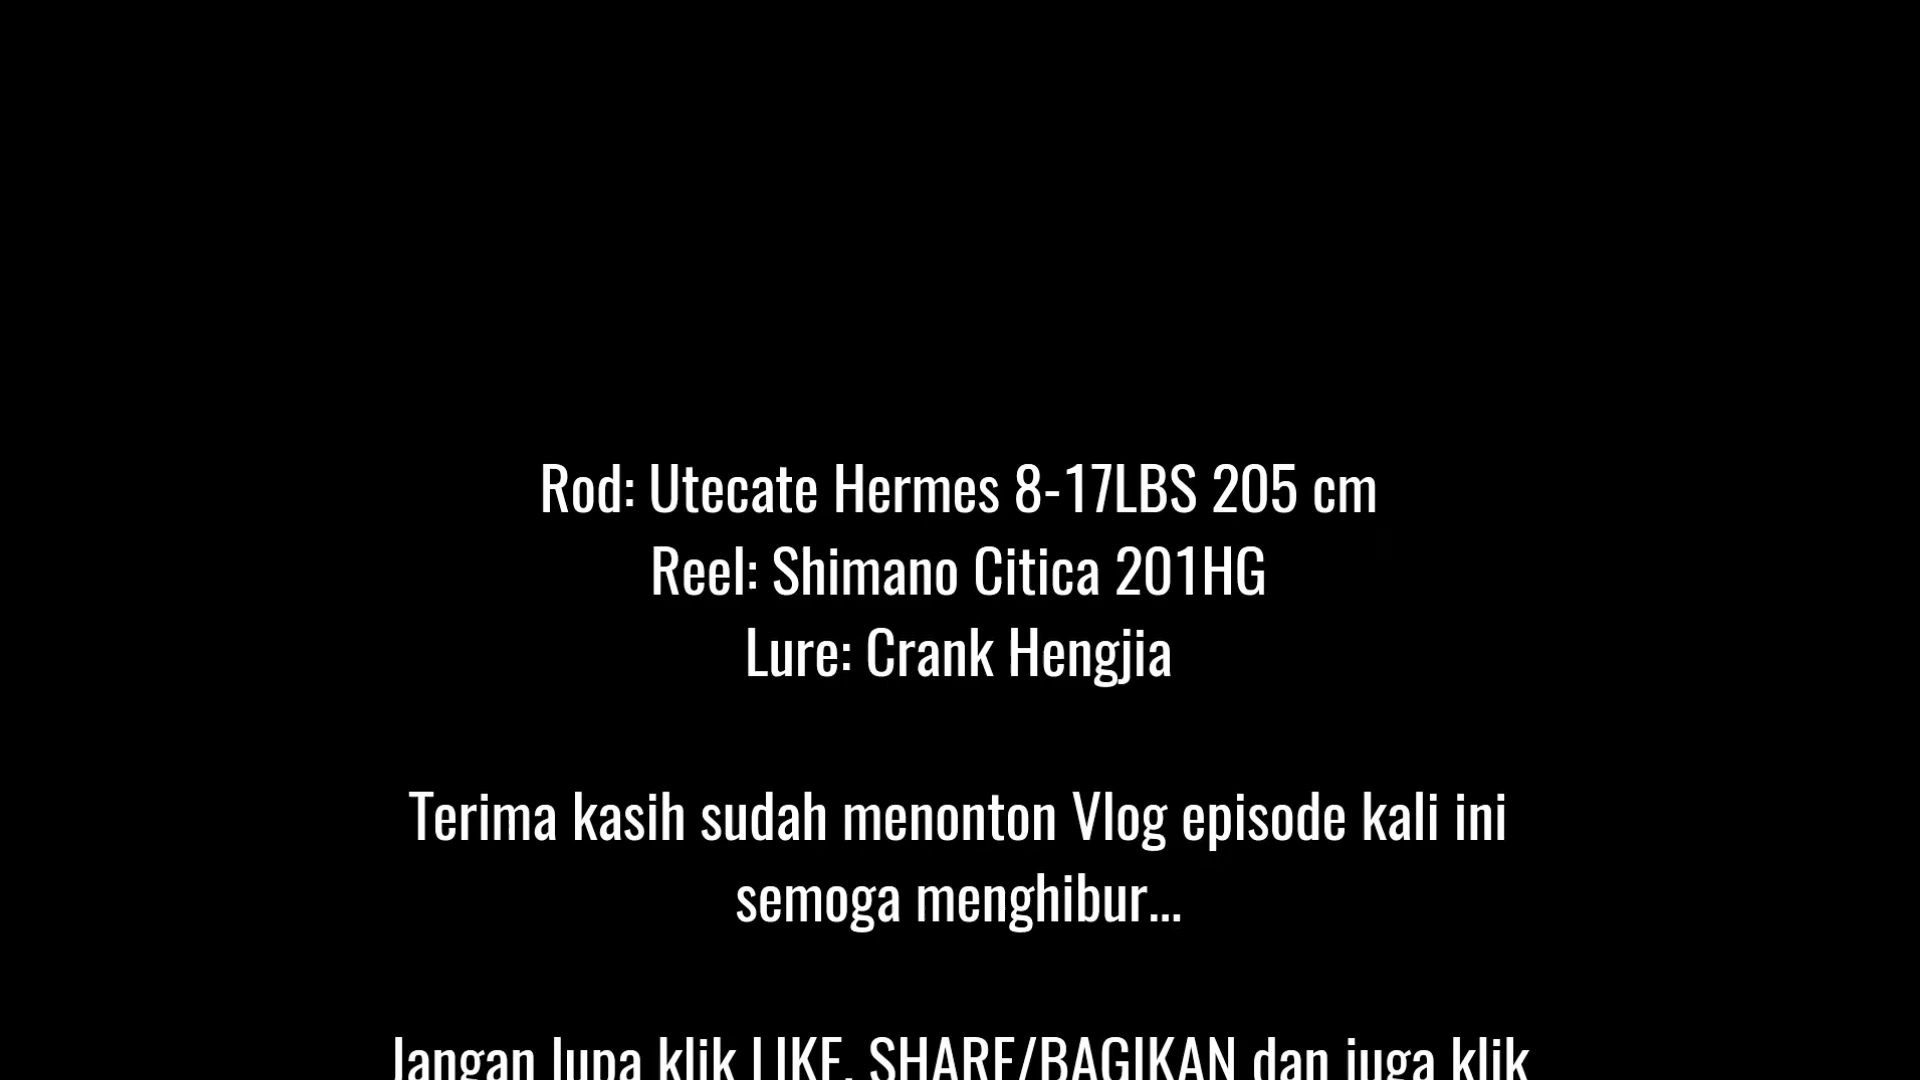 Rod: Utecate Hermes 8-17LBS 205 cm
Reel: Shimano Citica 201HG
Lure: Crank Hengjia
Terima kasih sudah menonton Vlog episode kali ini
semoga menghibur...
Jangan lupa klik LIKE, SHARE/BAGIKAN dan juga klik